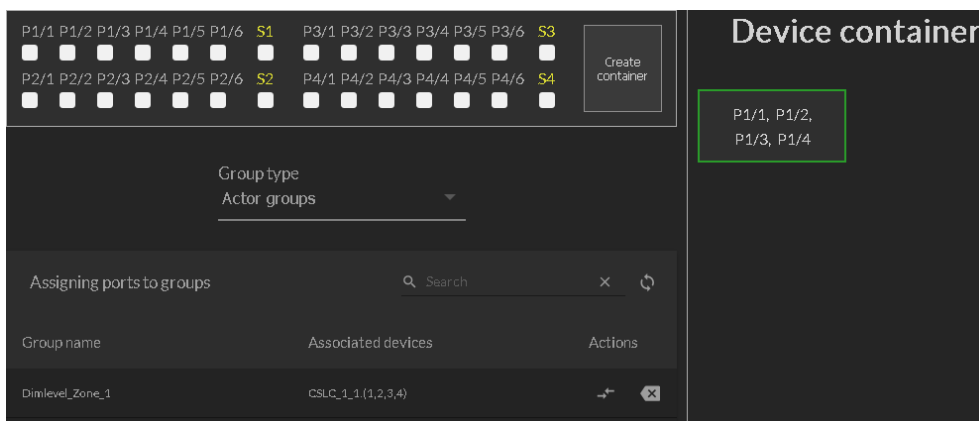 P1/1 P1/2 P1/3 P1/4 P1/5 P1/6 S1 P3/1 P3/2 P3/3 P3/4 P3/5 P3/6 S3
P2/1 P2/2 P2/3 P2/4 P2/5 P2/6 S2 P4/1 P4/2 P4/3 P4/4 P4/5 P4/6 S4
Create
container
Device container
P1/1, P1/2,
P1/3, P1/4
Group type
Actor groups
Assigning ports to groups Search
Group name Associated devices Actions
Dimlevel_Zone_1 CSLC_1_1.(1,2,3,4)